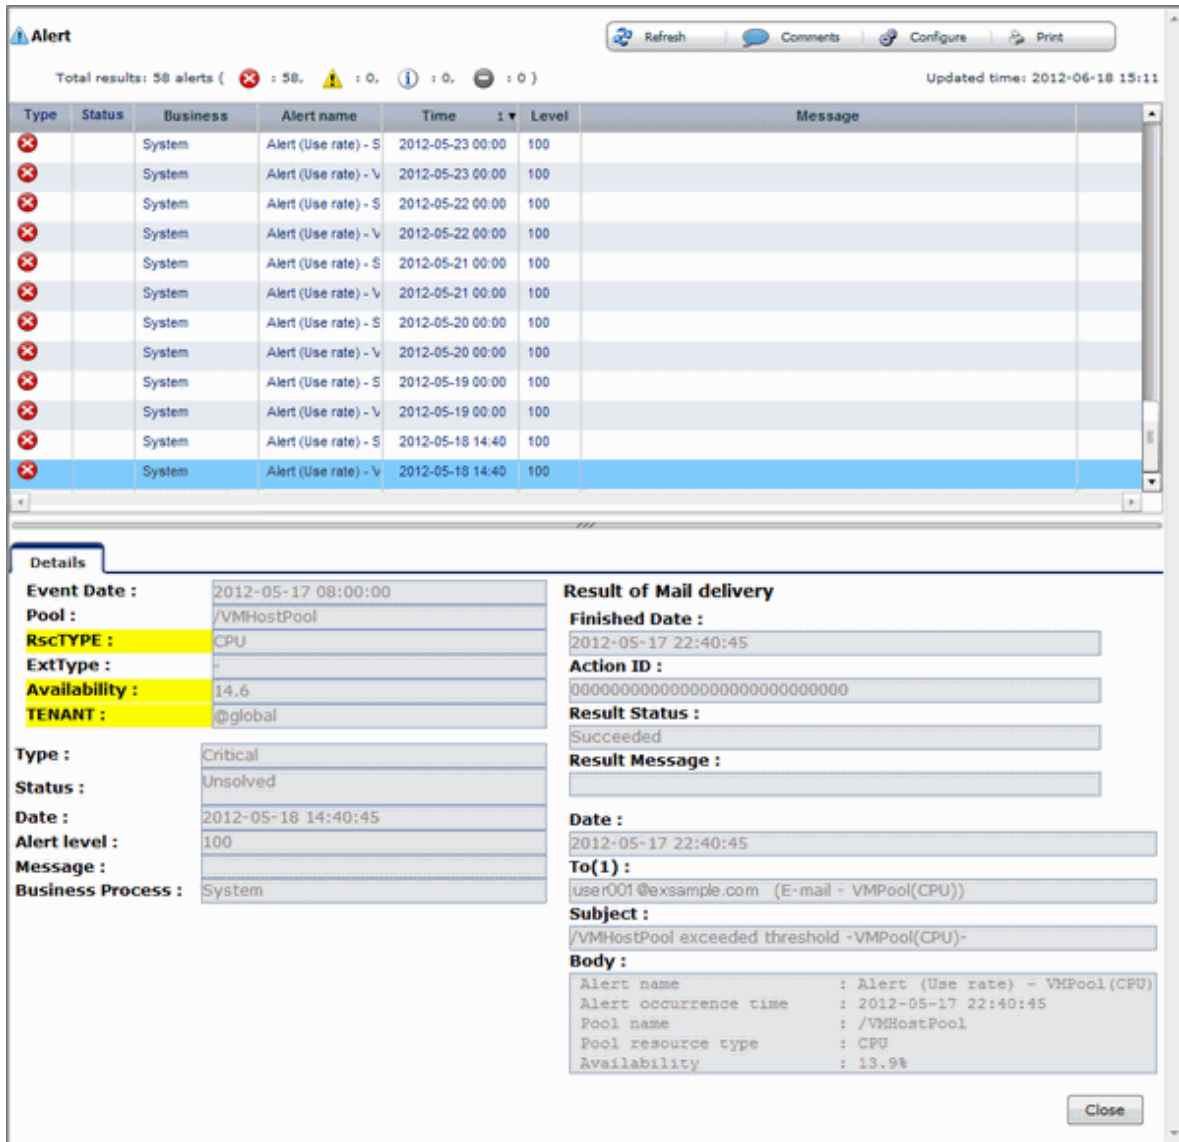 Alert
Refresh Comments Configure Print
Total results: 58 alerts ( : 58, : 0, : 0, : 0 )
Updated time: 2012-06-18 15:11
Type Status Business Alert name Time 1 Level Message
System Alert (Use rate) - S 2012-05-23 00:00 100
System Alert (Use rate) - V 2012-05-23 00:00 100
System Alert (Use rate) - S 2012-05-22 00:00 100
System Alert (Use rate) - V 2012-05-22 00:00 100
System Alert (Use rate) - S 2012-05-21 00:00 100
System Alert (Use rate) - V 2012-05-21 00:00 100
System Alert (Use rate) - S 2012-05-20 00:00 100
System Alert (Use rate) - V 2012-05-20 00:00 100
System Alert (Use rate) - S 2012-05-19 00:00 100
System Alert (Use rate) - V 2012-05-19 00:00 100
System Alert (Use rate) - S 2012-05-18 14:40 100
System Alert (Use rate) - V 2012-05-18 14:40 100
Details
Event Date : 2012-05-17 08:00:00
Pool : /VMHostPool
RscTYPE : CPU
ExtType : -
Availability : 14.6
TENANT : @global
Type : Critical
Status : Unsolved
Date : 2012-05-18 14:40:45
Alert level : 100
Message :
Business Process : System
Result of Mail delivery
Finished Date :
2012-05-17 22:40:45
Action ID :
Result Status :
Succeeded
Result Message :
Date :
2012-05-17 22:40:45
To(1) :
user001@exsample.com (E-mail - VMPool(CPU))
Subject :
/VMHostPool exceeded threshold -VMPool(CPU)-
Body :
Alert name : Alert (Use rate) - VMPool(CPU)
Alert occurrence time : 2012-05-17 22:40:45
Pool name : /VMHostPool
Pool resource type : CPU
Availability : 13.9%
Close